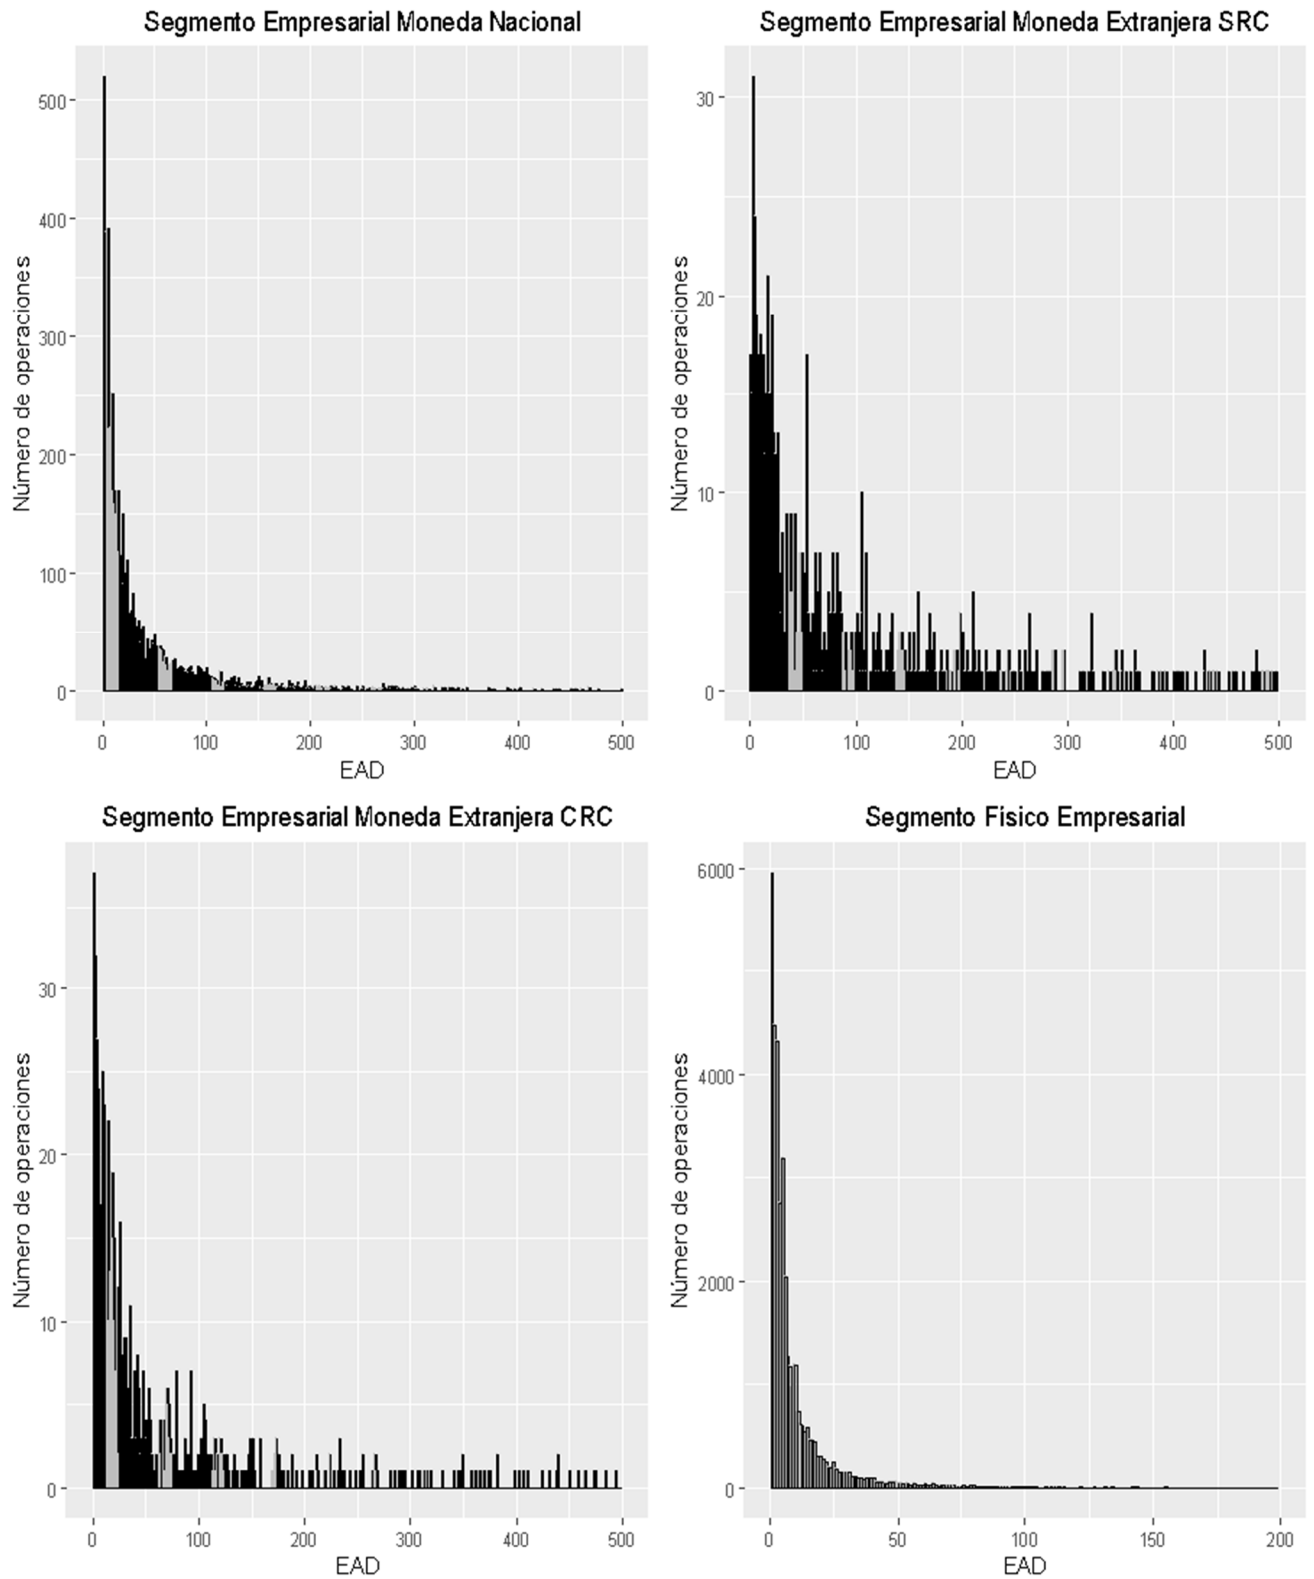 Segmento Empresarial Moneda Nacional
Número de operaciones
500
400
300
200
100
0
0 100 200 300 400 500
EAD
Segmento Empresarial Moneda Extranjera SRC
Número de operaciones
30
20
10
0
0 100 200 300 400 500
EAD
Segmento Empresarial Moneda Extranjera CRC
Número de operaciones
30
20
10
0
0 100 200 300 400 500
EAD
Segmento Fisico Empresarial
Número de operaciones
6000
4000
2000
0
0 50 100 150 200
EAD